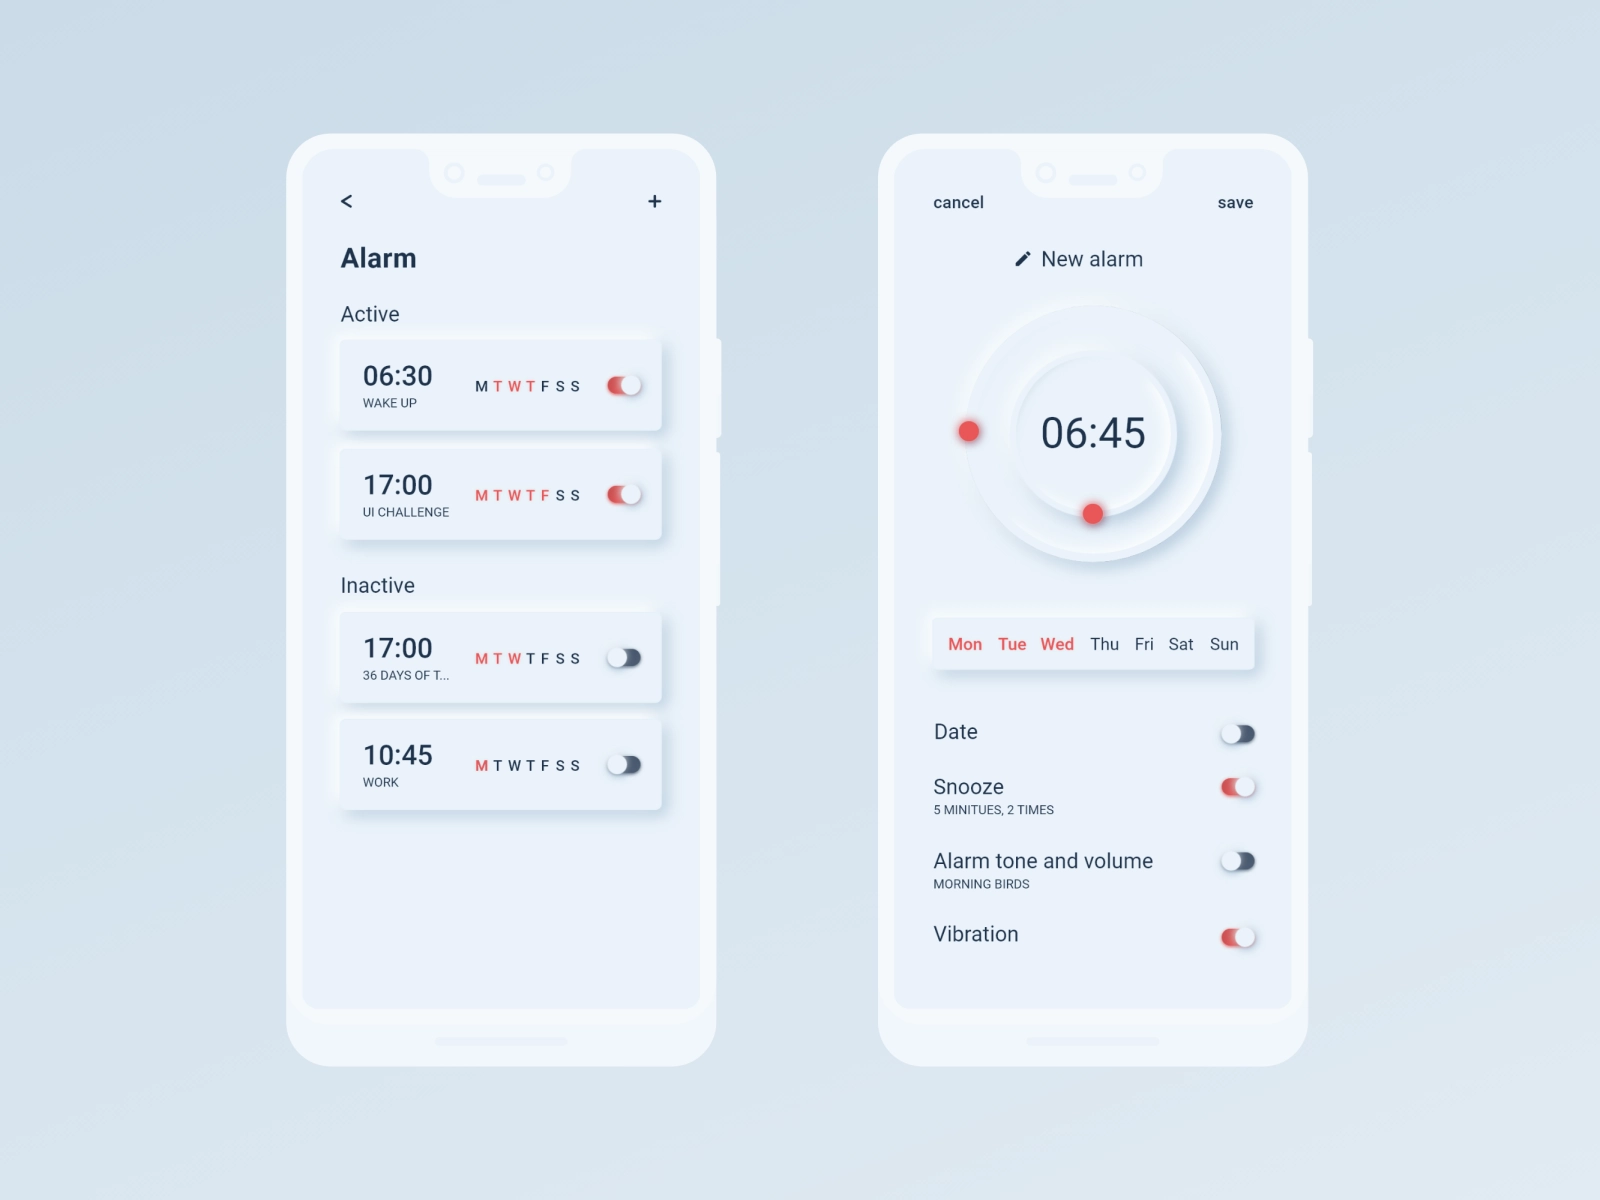 < +
Alarm
Active
06:30
WAKE UP
M T W T F S S
17:00
UI CHALLENGE
M T W T F S S
Inactive
17:00
36 DAYS OF T...
M T W T F S S
10:45
WORK
M T W T F S S
cancel save
New alarm
06:45
Mon Tue Wed Thu Fri Sat Sun
Date
Snooze
5 MINITUES, 2 TIMES
Alarm tone and volume
MORNING BIRDS
Vibration